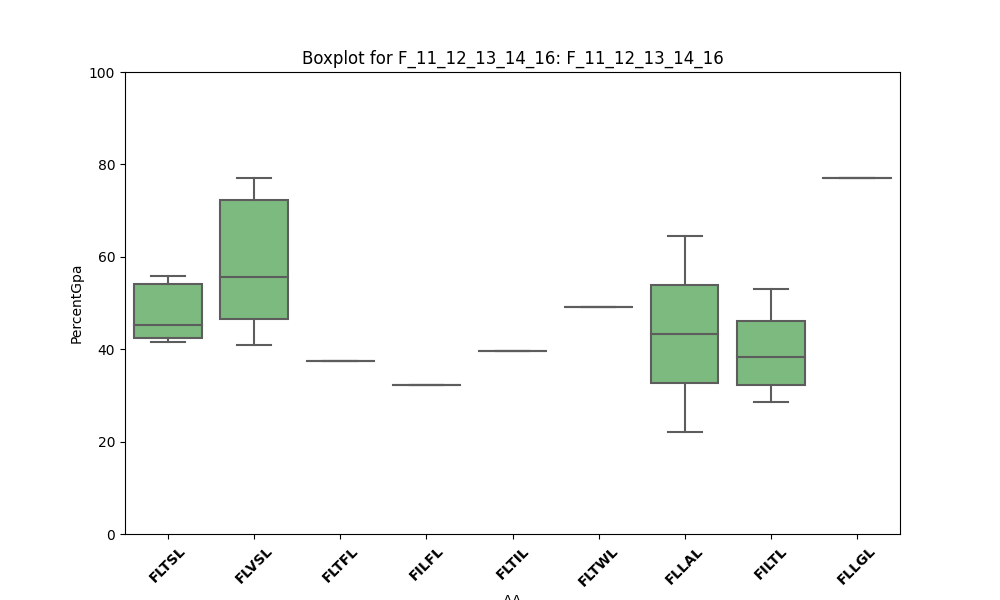 Boxplot for F_11_12_13_14_16: F_11_12_13_14_16
PercentGpa
100
80
60
40
20
0
FLTSL
FLVSL
FLTFL
FILFL
FLTIL
FLTWL
FLLAL
FILTL
FLLGL
AA